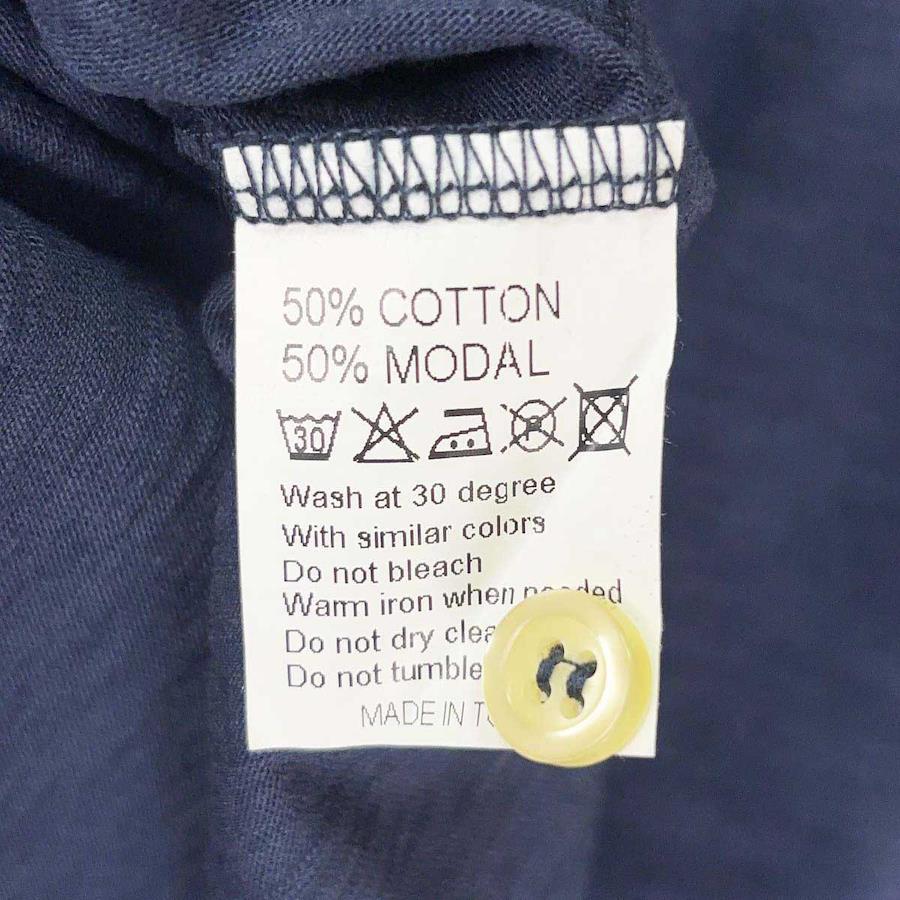 50% COTTON
50% MODAL
30
Wash at 30 degree
With similar colors
Do not bleach
Warm iron when
Do not dry
Do not tumble
MADE IN